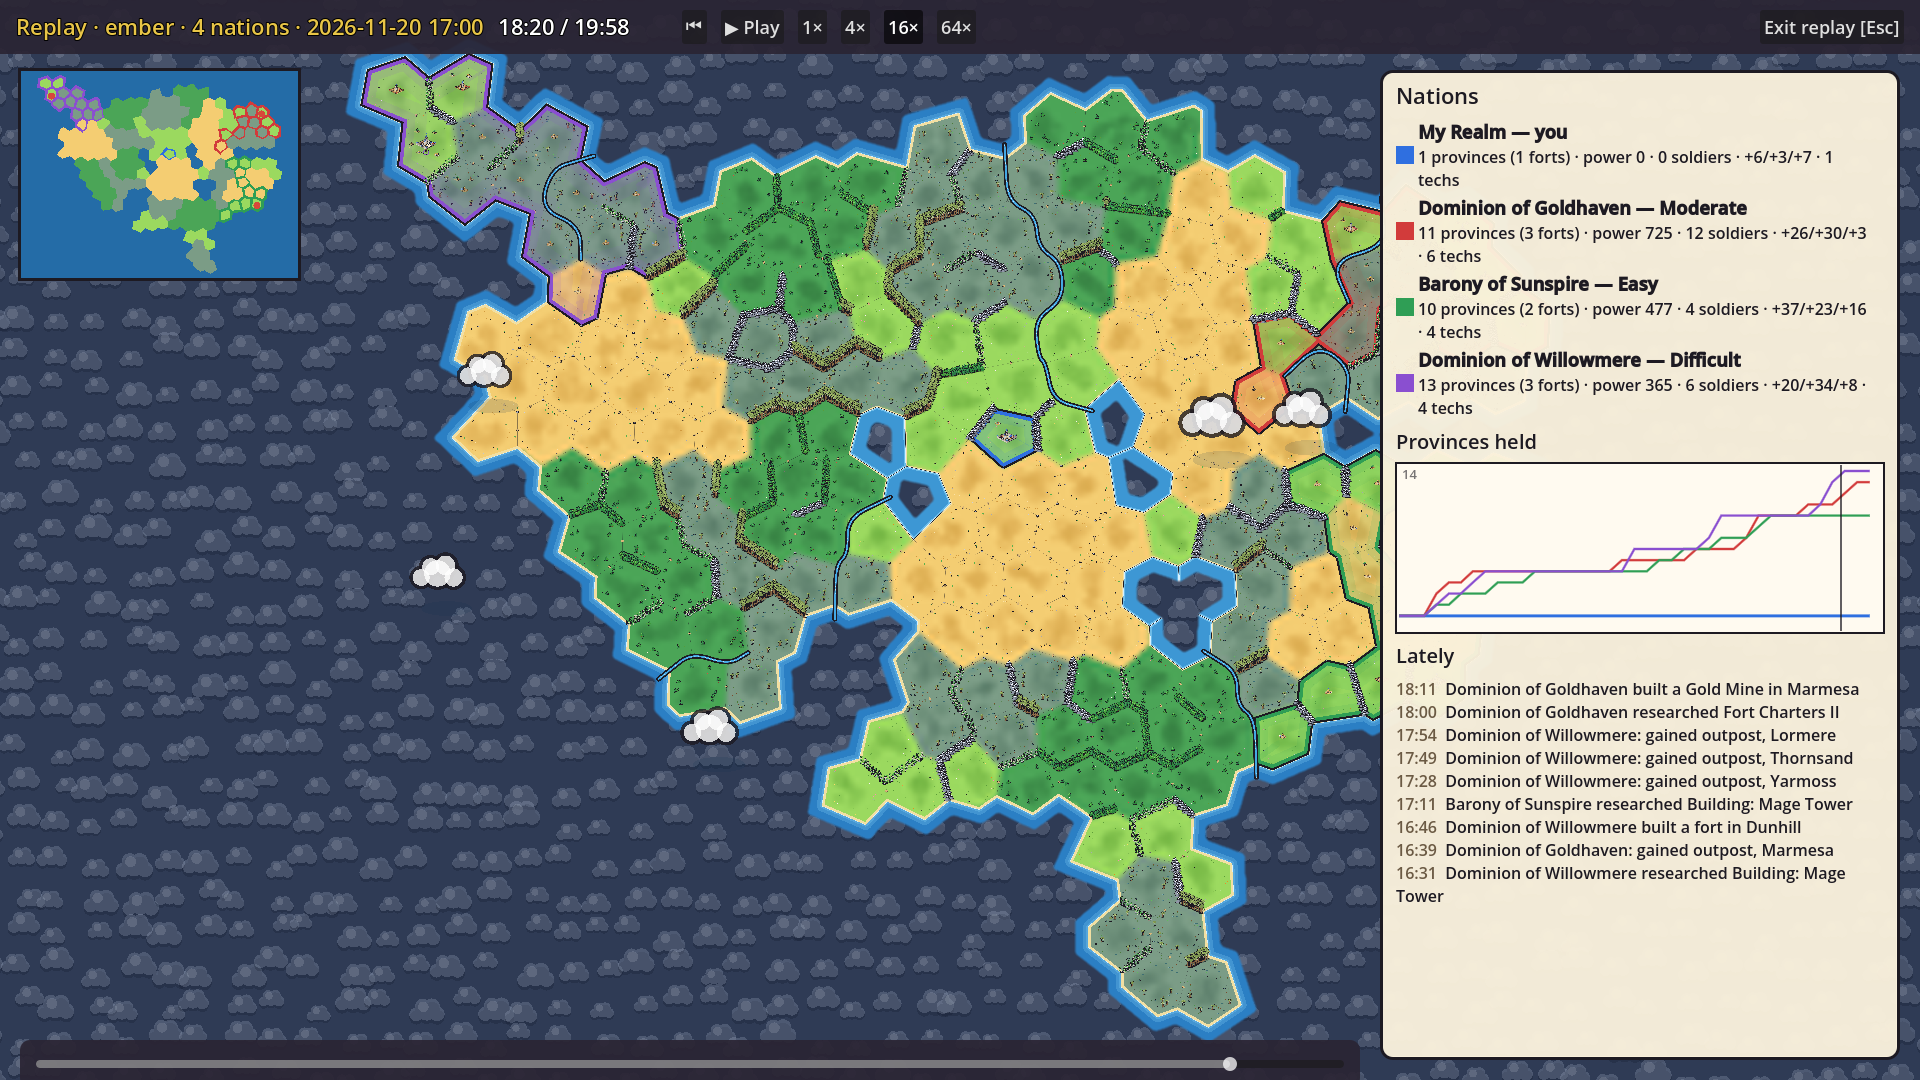 Replay · ember · 4 nations · 2026-11-20 17:00 18:20 / 19:58
⏮ ▶ Play 1× 4× 16× 64× Exit replay [Esc]
Nations
My Realm — you
1 provinces (1 forts) · power 0 · 0 soldiers · +6/+3/+7 · 1
techs
Dominion of Goldhaven — Moderate
11 provinces (3 forts) · power 725 · 12 soldiers · +26/+30/+3
· 6 techs
Barony of Sunspire — Easy
10 provinces (2 forts) · power 477 · 4 soldiers · +37/+23/+16
· 4 techs
Dominion of Willowmere — Difficult
13 provinces (3 forts) · power 365 · 6 soldiers · +20/+34/+8 ·
4 techs
Provinces held
14
Lately
18:11 Dominion of Goldhaven built a Gold Mine in Marmesa
18:00 Dominion of Goldhaven researched Fort Charters II
17:54 Dominion of Willowmere: gained outpost, Lormere
17:49 Dominion of Willowmere: gained outpost, Thornsand
17:28 Dominion of Willowmere: gained outpost, Yarmoss
17:11 Barony of Sunspire researched Building: Mage Tower
16:46 Dominion of Willowmere built a fort in Dunhill
16:39 Dominion of Goldhaven: gained outpost, Marmesa
16:31 Dominion of Willowmere researched Building: Mage
Tower